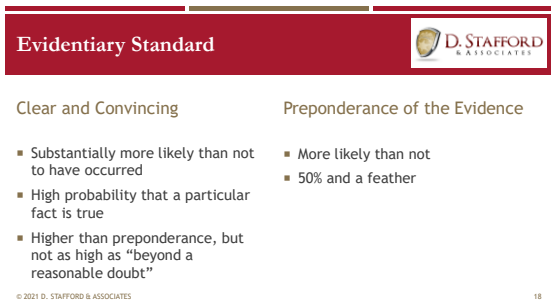 Evidentiary Standard
D. STAFFORD
& ASSOCIATES
Clear and Convincing
▪ Substantially more likely than not
to have occurred
▪ High probability that a particular
fact is true
▪ Higher than preponderance, but
not as high as “beyond a
reasonable doubt”
Preponderance of the Evidence
▪ More likely than not
▪ 50% and a feather
© 2021 D. STAFFORD & ASSOCIATES
18